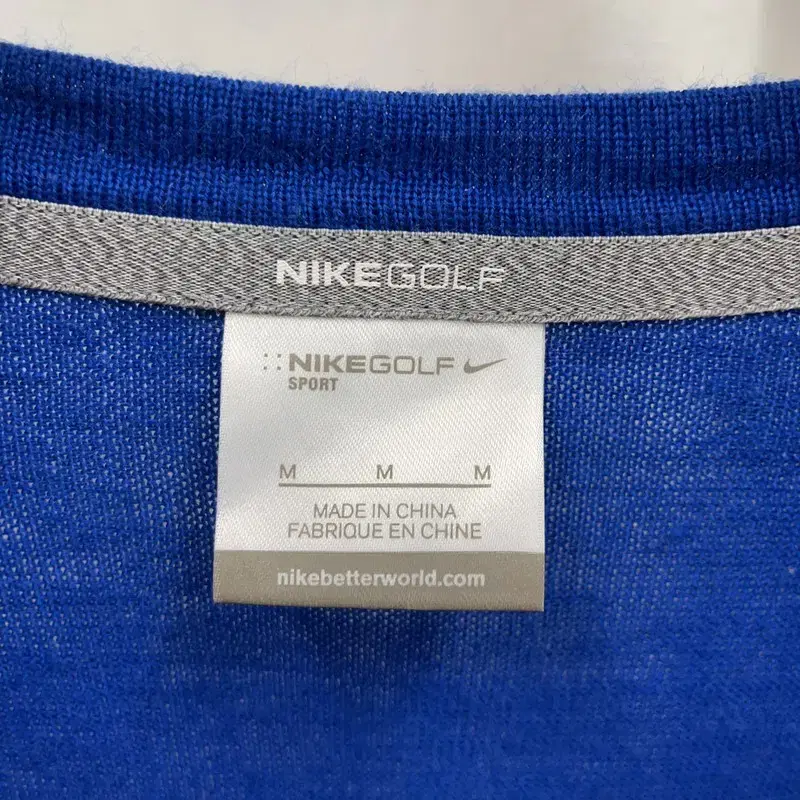 NIKEGOLF
NIKEGOLF
SPORT
M M M
MADE IN CHINA
FABRIQUE EN CHINE
nikebetterworld.com